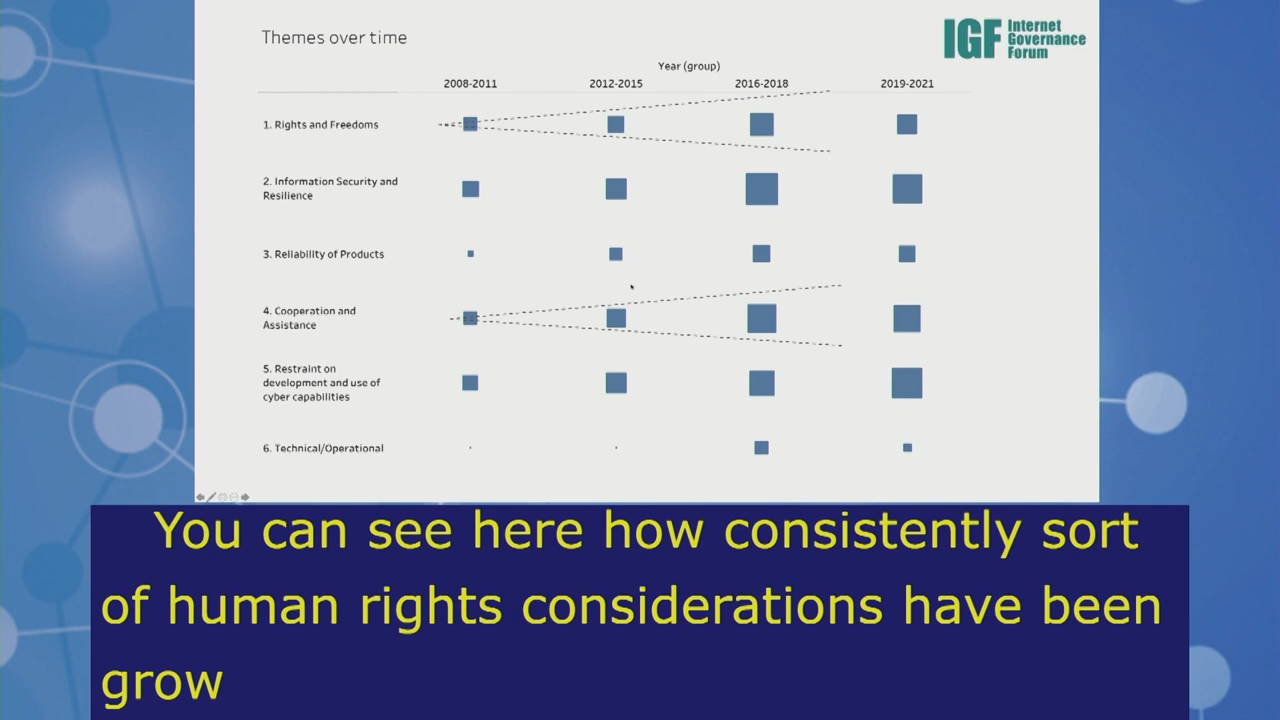 Themes over time
IGF Internet
Governance
Forum
Year (group)
2008-2011 2012-2015 2016-2018 2019-2021
1. Rights and Freedoms
2. Information Security and
Resilience
3. Reliability of Products
4. Cooperation and
Assistance
5. Restraint on
development and use of
cyber capabilities
6. Technical/Operational
You can see here how consistently sort
of human rights considerations have been
grow